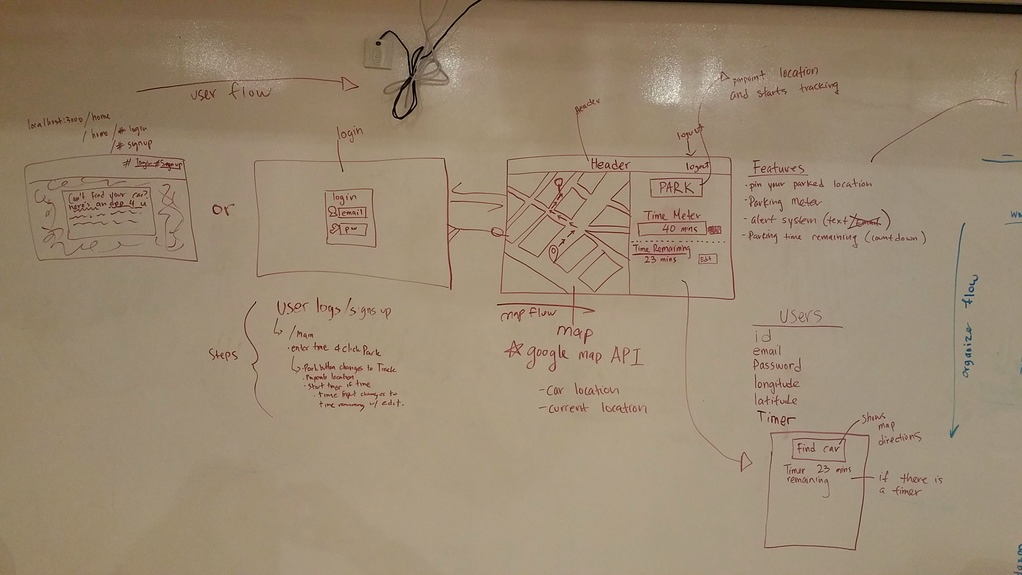 user flow
localhost:3000/home
/home /# login
/# signup
# login #signup
Can't find your car?
here's an app 4 u
or
login
login
email
pw
header
Header
logout
logout
pinpoint location
and starts tracking
PARK
Time Meter
40 mins
Time Remaining
23 mins
Edit
Features
- pin your parked location
- Parking meter
- alert system (text/
- Parking time remaining (countdown)
User logs/signs up
Steps
/main
- enter time & click Park
- Park button changes to
- Pinpoints location
- Start timer if time
- time input changes to
time remaining w/ edit.
map flow
map
☆ google map API
- car location
- current location
Users
id
email
Password
longitude
latitude
Timer
organize flow
Find car
Timer 23 mins
remaining
shows
map
directions
if there is
a timer